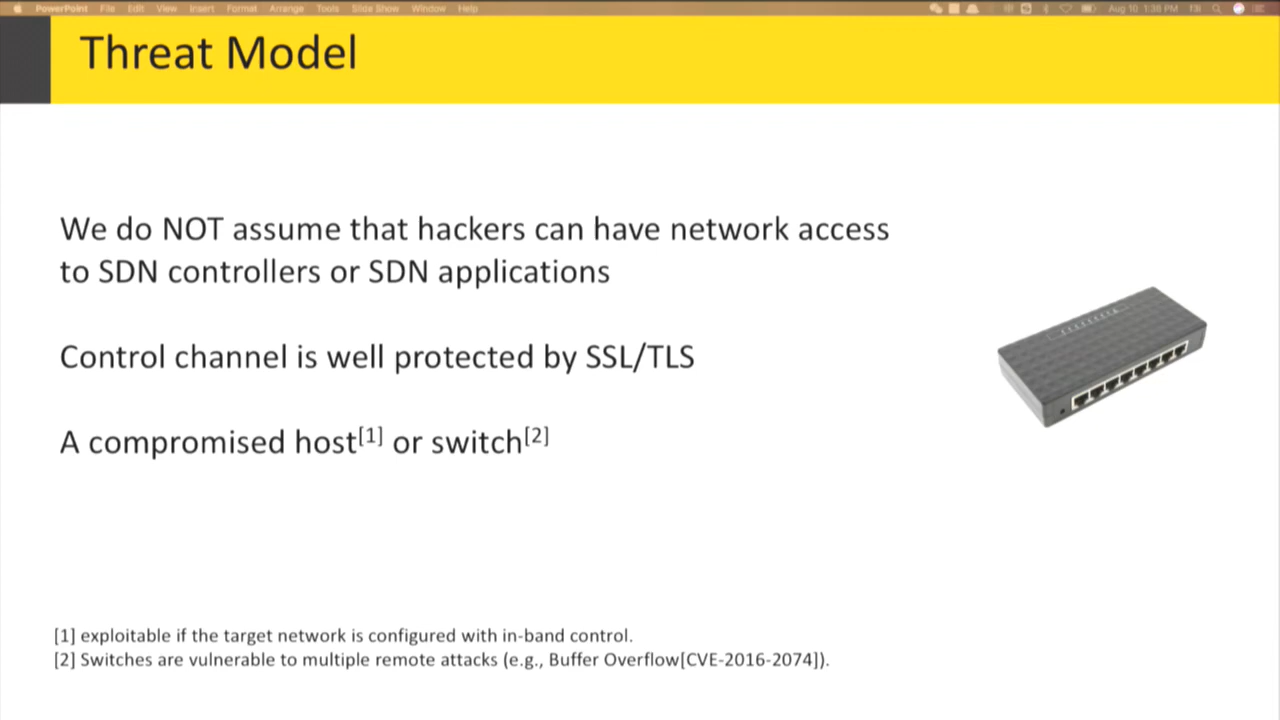 PowerPoint File Edit View Insert Format Arrange Tools Slide Show Window Help Aug 10 1:36 PM
Threat Model
We do NOT assume that hackers can have network access
to SDN controllers or SDN applications
Control channel is well protected by SSL/TLS
A compromised host[1] or switch[2]
[1] exploitable if the target network is configured with in-band control.
[2] Switches are vulnerable to multiple remote attacks (e.g., Buffer Overflow[CVE-2016-2074]).